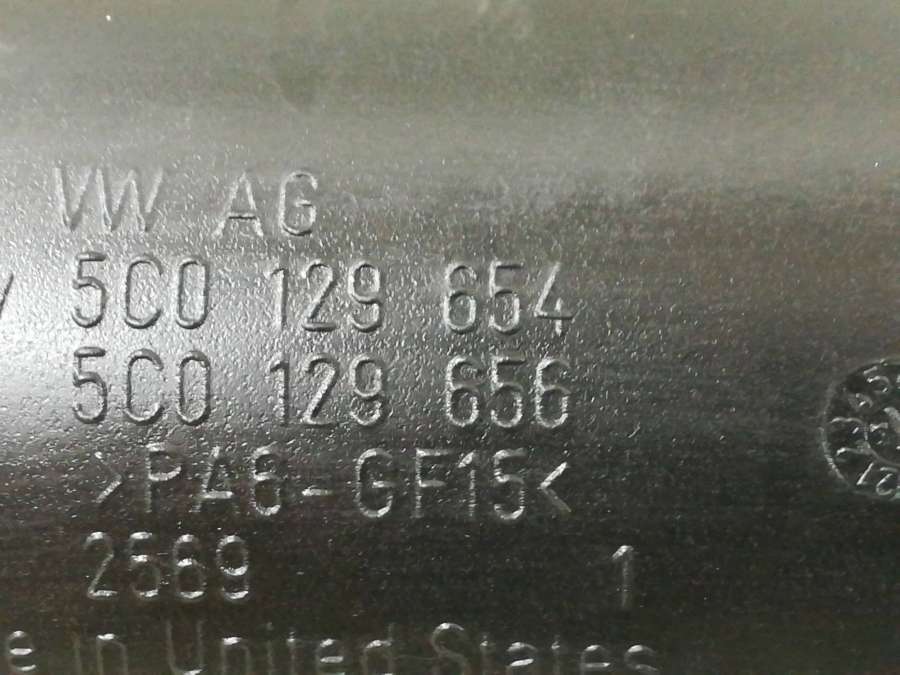 VW AG
5C0 129 654
5C0 129 656
>PA6-GF15<
2569 1
e in United States